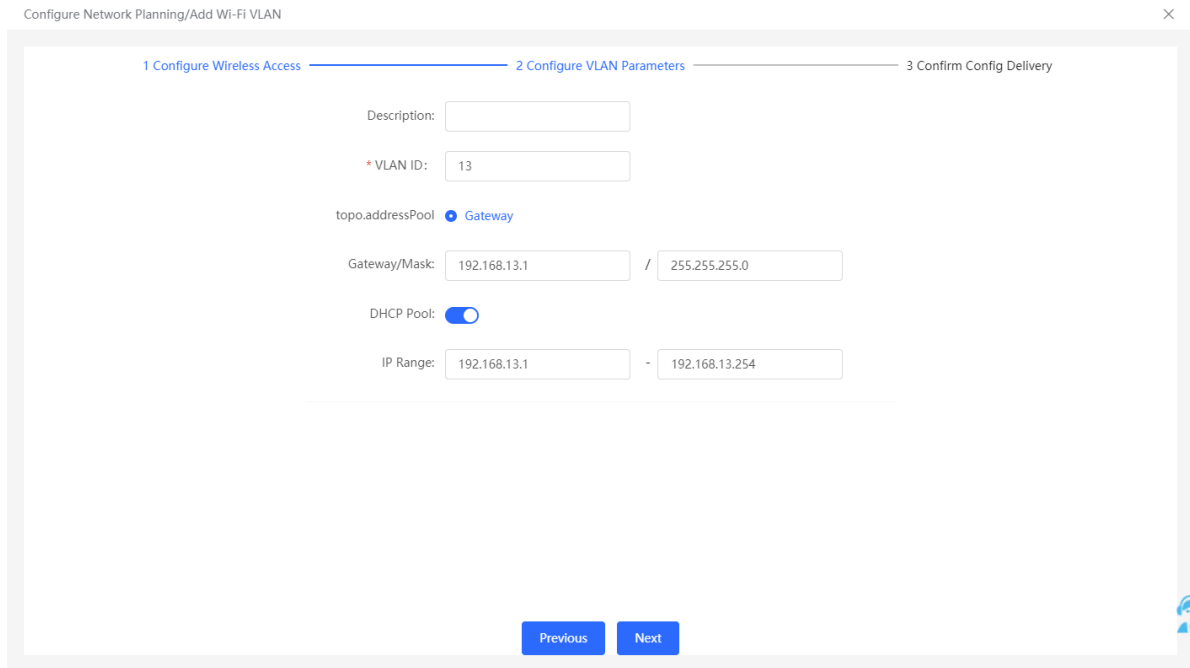 Configure Network Planning/Add Wi-Fi VLAN
1 Configure Wireless Access 2 Configure VLAN Parameters 3 Confirm Config Delivery
Description:
* VLAN ID: 13
topo.addressPool Gateway
Gateway/Mask: 192.168.13.1 / 255.255.255.0
DHCP Pool:
IP Range: 192.168.13.1 - 192.168.13.254
Previous Next